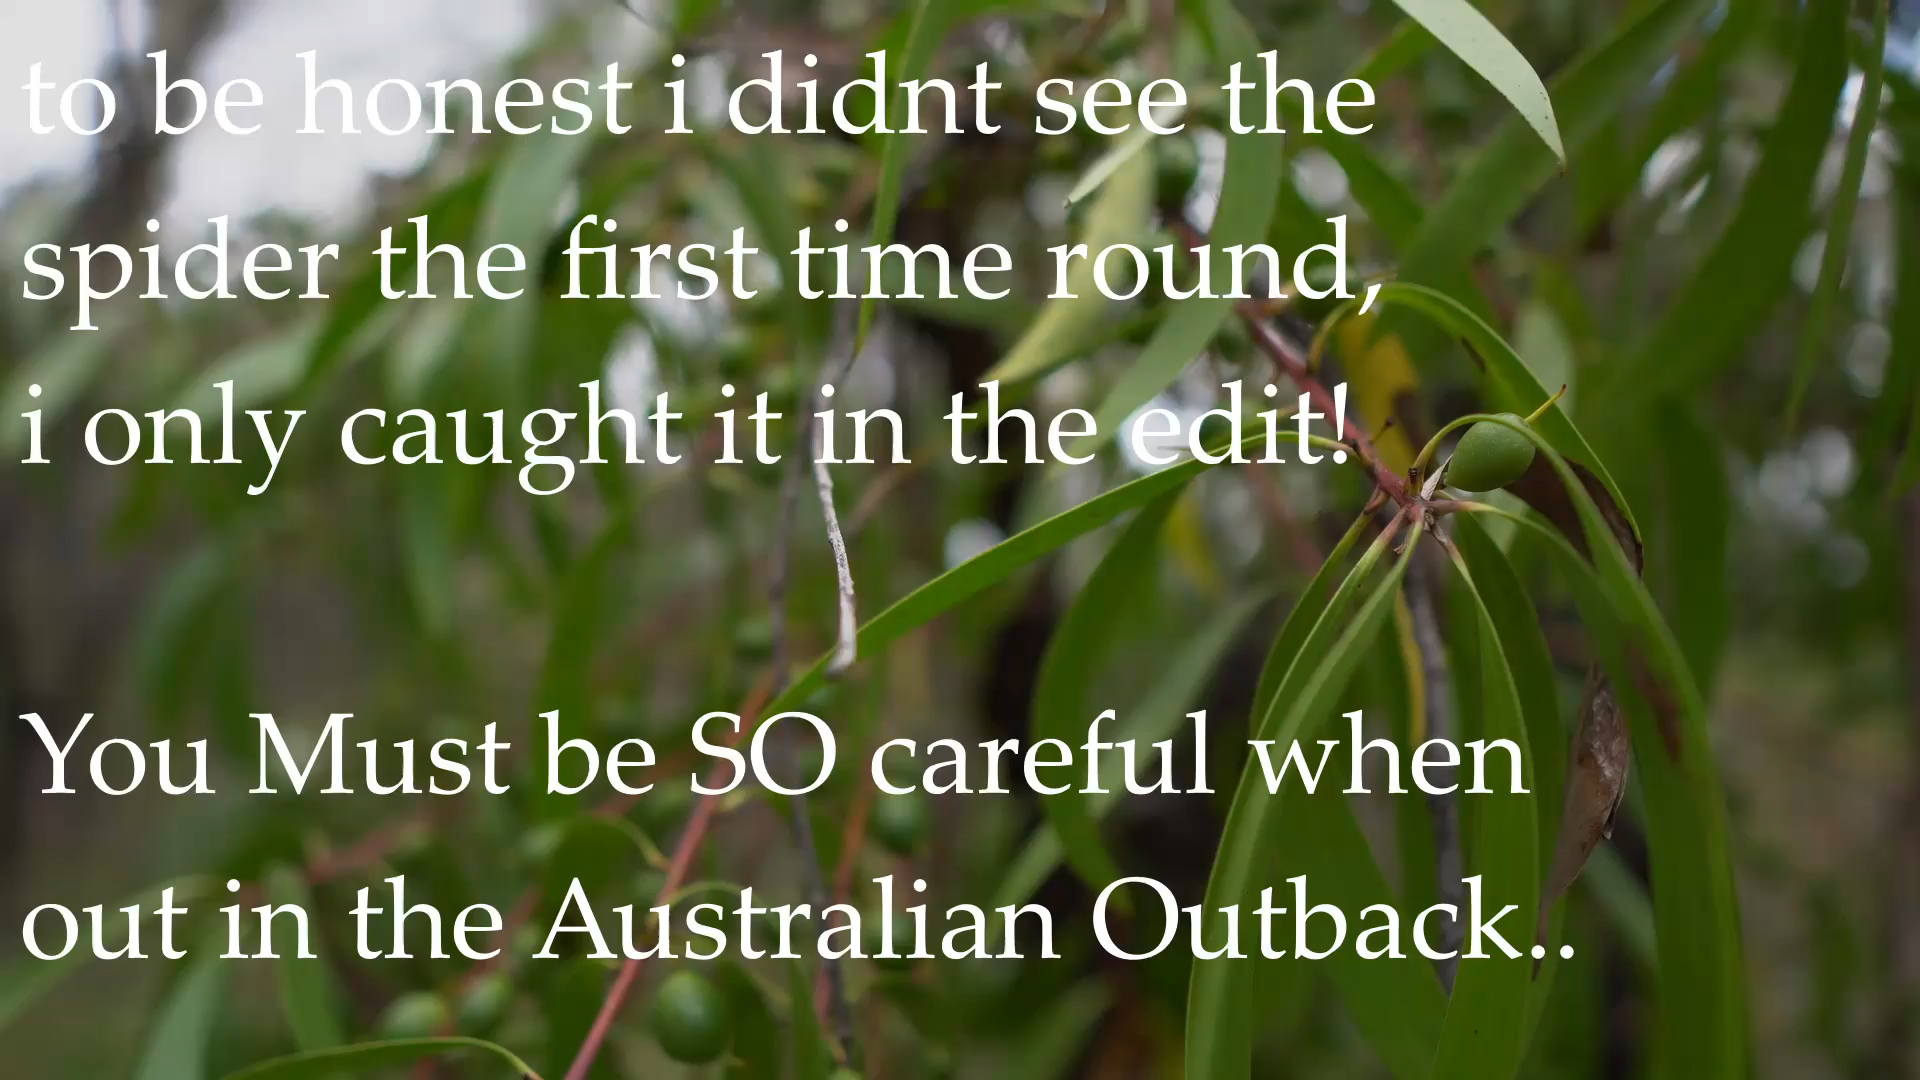 to be honest i didnt see the
spider the first time round,
i only caught it in the edit!
You Must be SO careful when
out in the Australian Outback..